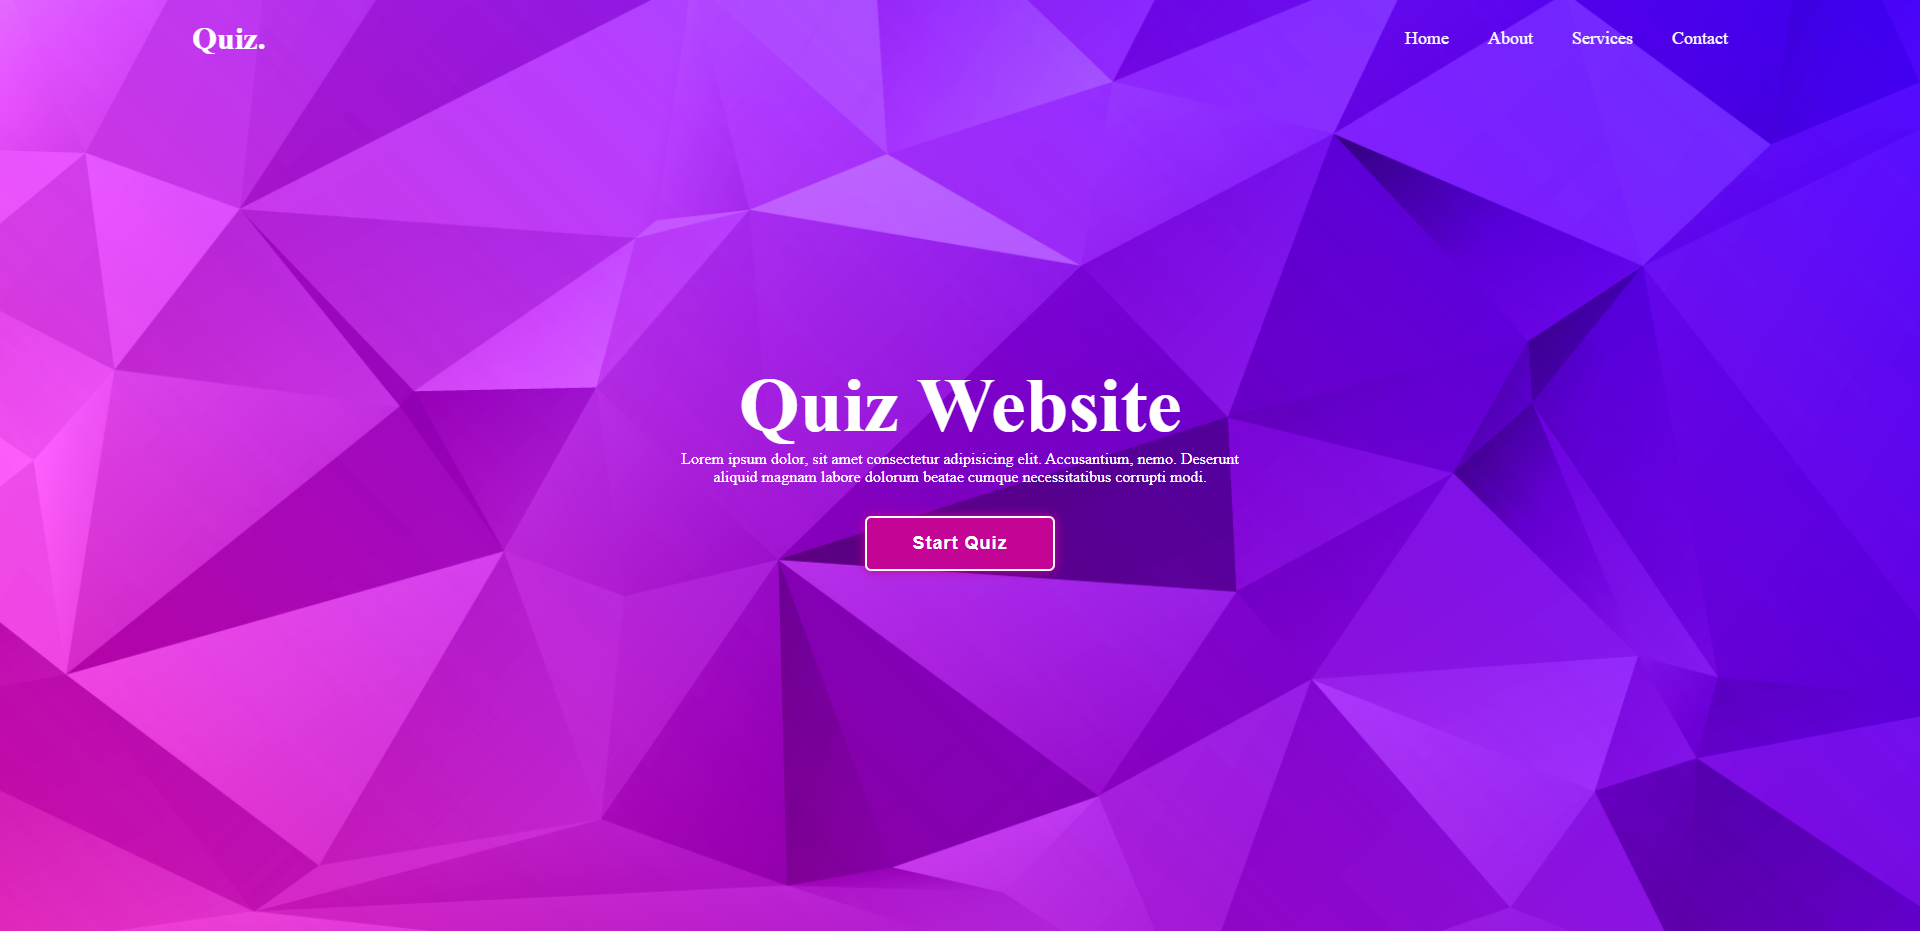 Quiz.
Home About Services Contact
Quiz Website
Lorem ipsum dolor, sit amet consectetur adipisicing elit. Accusantium, nemo. Deserunt
aliquid magnam labore dolorum beatae cumque necessitatibus corrupti modi.
Start Quiz